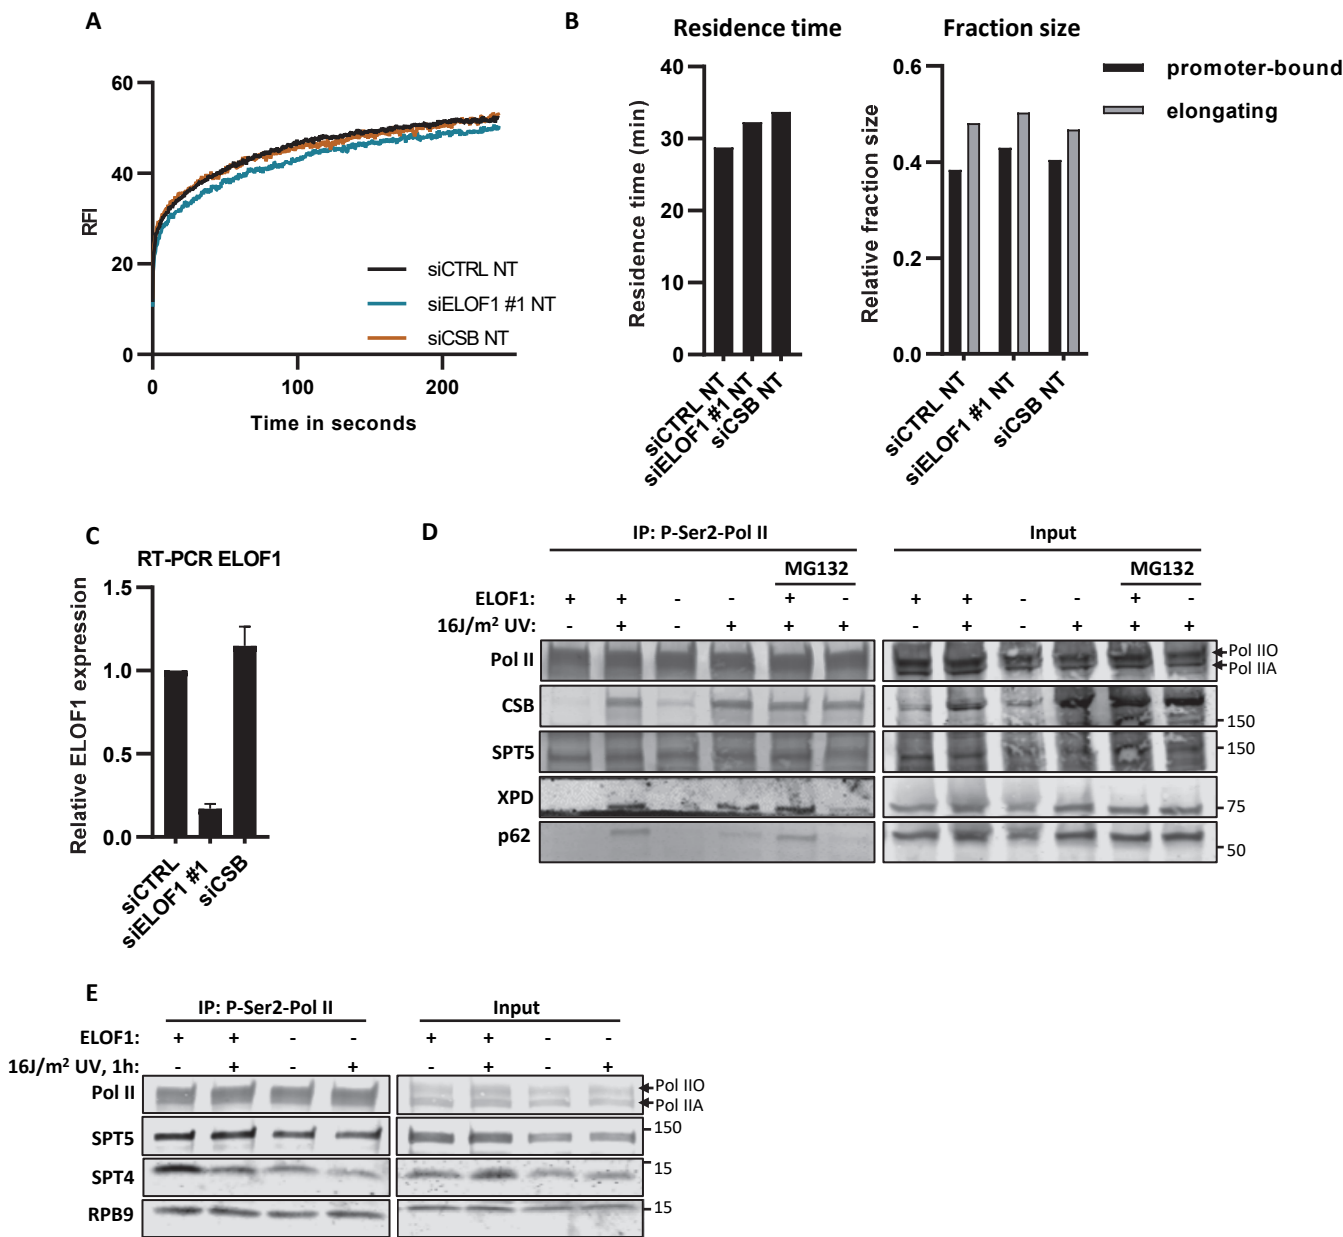 A
60
40
20
0
RFI
0
100
200
Time in seconds
siCTRL NT
siELOF1 #1 NT
siCSB NT
B
Residence time
40
30
20
10
0
Residence time (min)
siCTRL NT
siELOF1 #1 NT
siCSB NT
Fraction size
0.6
0.4
0.2
0.0
Relative fraction size
siCTRL NT
siELOF1 #1 NT
siCSB NT
promoter-bound
elongating
C
RT-PCR ELOF1
1.5
1.0
0.5
0.0
Relative ELOF1 expression
siCTRL
siELOF1 #1
siCSB
D
IP: P-Ser2-Pol II
Input
MG132
MG132
ELOF1: + + - - + - + + - - + -
16J/m² UV: - + - + + + - + - + + +
Pol II
Pol IIO
Pol IIA
CSB
150
SPT5
150
XPD
75
p62
50
E
IP: P-Ser2-Pol II
Input
ELOF1: + + - - + + - -
16J/m² UV, 1h: - + - + - + - +
Pol II
Pol IIO
Pol IIA
SPT5
150
SPT4
15
RPB9
15